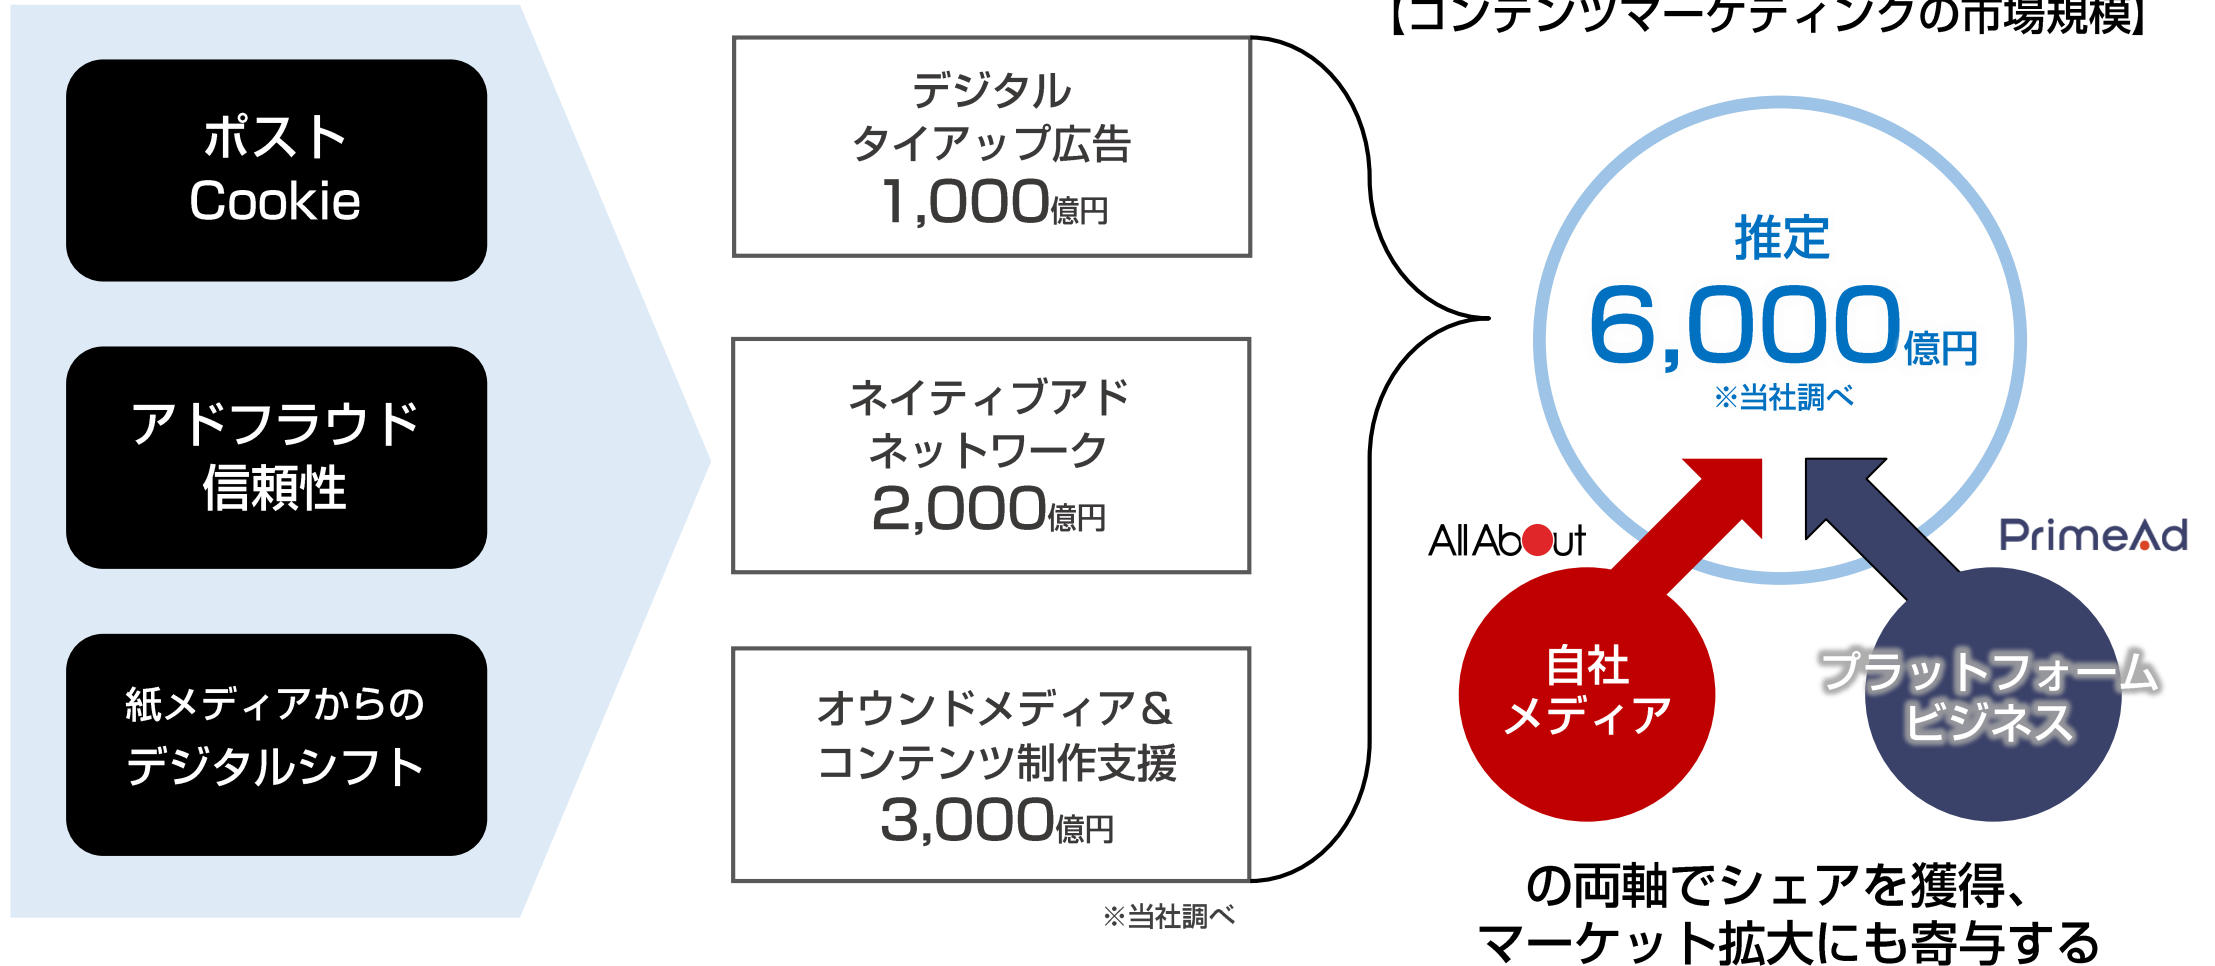 ポスト
Cookie
アドフラウド
信頼性
紙メディアからの
デジタルシフト
デジタル
タイアップ広告
1,000億円
ネイティブアド
ネットワーク
2,000億円
オウンドメディア＆
コンテンツ制作支援
3,000億円
※当社調べ
【コンテンツマーケティングの市場規模】
推定
6,000億円
※当社調べ
AllAbout
PrimeAd
自社
メディア
プラットフォーム
ビジネス
の両軸でシェアを獲得、
マーケット拡大にも寄与する